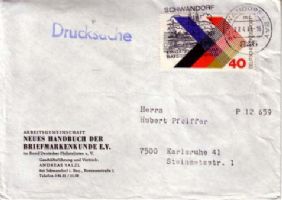 Drucksache
SCHWANDORF
40
ARBEITSGEMEINSCHAFT
NEUES HANDBUCH DER
BRIEFMARKENKUNDE E.V.
im Bund Deutscher Philatelisten e. V.
Geschäftsführung und Vertrieb:
ANDREAS
Herrn P 12 659
Hubert Pfeiffer
7500 Karlsruhe 41
Steinmetzstr. 1